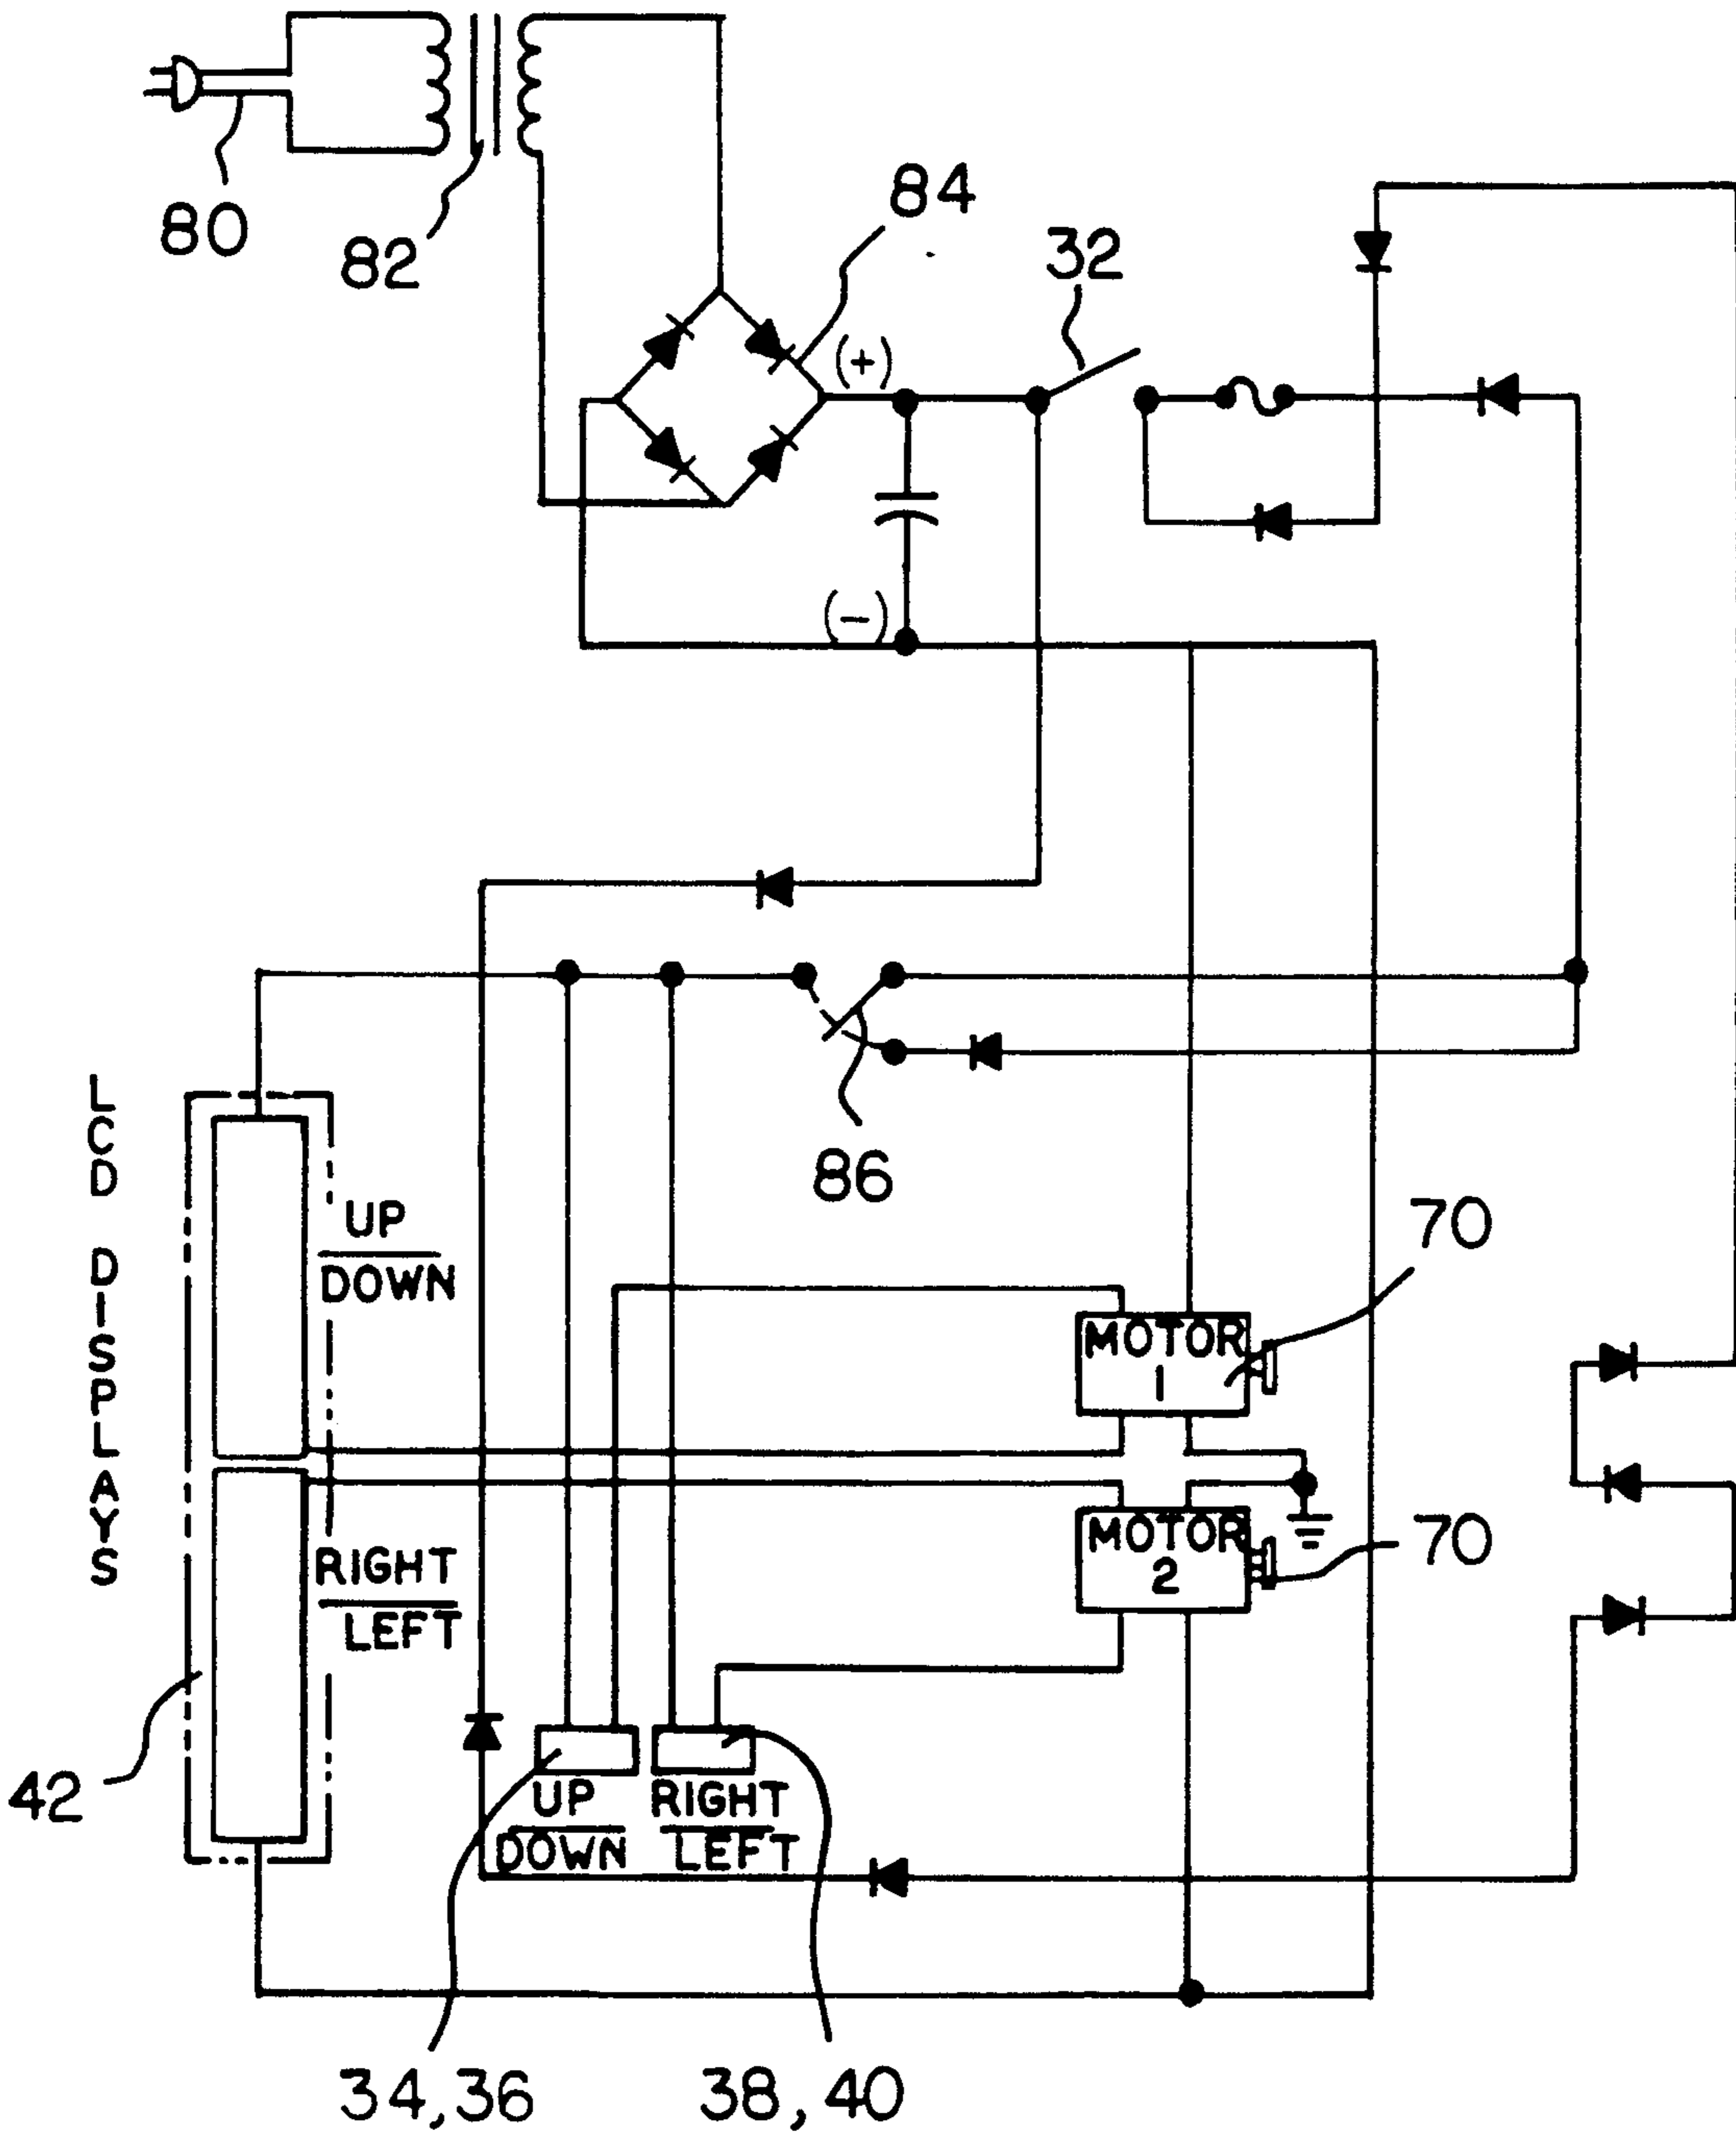 80
82
84
32
(+)
(-)
86
LCD DISPLAYS
UP
DOWN
70
MOTOR
1
MOTOR
2
70
RIGHT
LEFT
42
UP
DOWN
RIGHT
LEFT
34,36
38,40